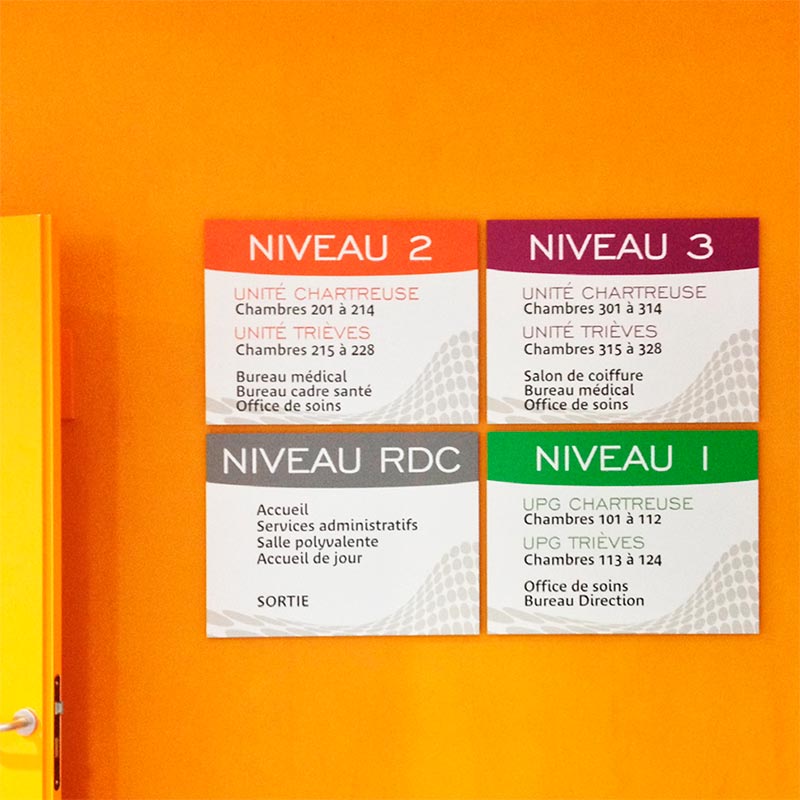 NIVEAU 2
UNITÉ CHARTREUSE
Chambres 201 à 214
UNITÉ TRIÈVES
Chambres 215 à 228
Bureau médical
Bureau cadre santé
Office de soins
NIVEAU 3
UNITÉ CHARTREUSE
Chambres 301 à 314
UNITÉ TRIÈVES
Chambres 315 à 328
Salon de coiffure
Bureau médical
Office de soins
NIVEAU RDC
Accueil
Services administratifs
Salle polyvalente
Accueil de jour
SORTIE
NIVEAU 1
UPG CHARTREUSE
Chambres 101 à 112
UPG TRIÈVES
Chambres 113 à 124
Office de soins
Bureau Direction